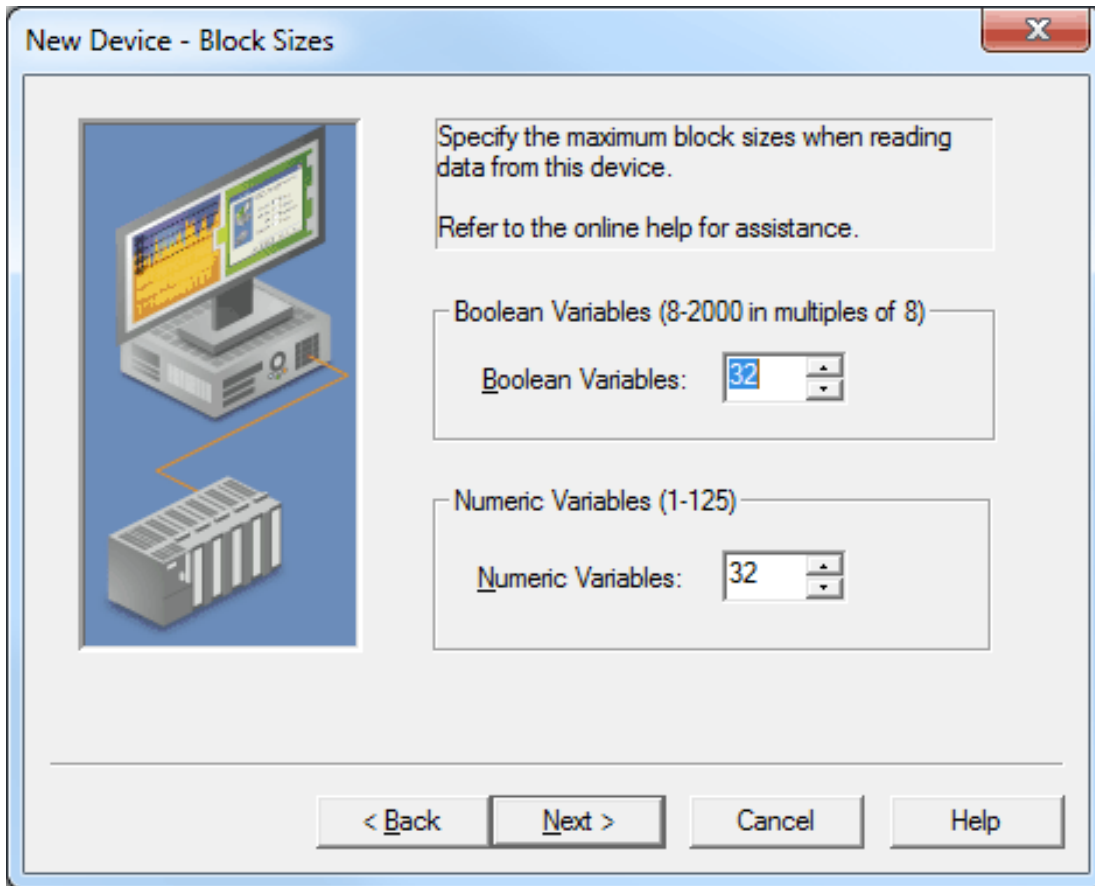 New Device - Block Sizes
Specify the maximum block sizes when reading
data from this device.
Refer to the online help for assistance.
Boolean Variables (8-2000 in multiples of 8)
Boolean Variables: 32
Numeric Variables (1-125)
Numeric Variables: 32
< Back Next > Cancel Help